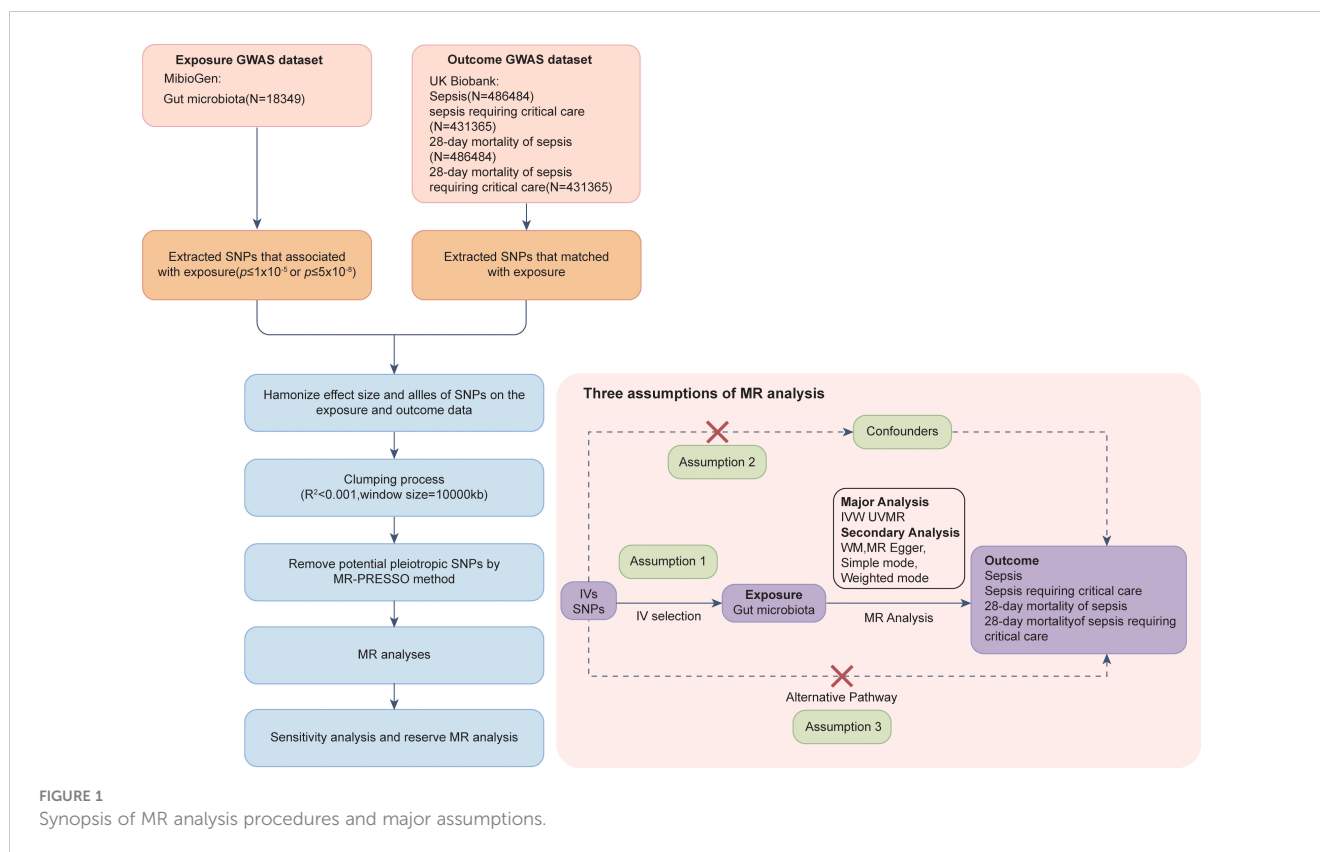 Exposure GWAS dataset
MibioGen:
Gut microbiota(N=18349)
Outcome GWAS dataset
UK Biobank:
Sepsis(N=486484)
sepsis requiring critical care
(N=431365)
28-day mortality of sepsis
(N=486484)
28-day mortality of sepsis
requiring critical care(N=431365)
Extracted SNPs that associated
with exposure(p≤1x10⁻⁵ or p≤5x10⁻⁸)
Extracted SNPs that matched
with exposure
Hamonize effect size and allles of SNPs on the
exposure and outcome data
Clumping process
(R²<0.001,window size=10000kb)
Remove potential pleiotropic SNPs by
MR-PRESSO method
MR analyses
Sensitivity analysis and reserve MR analysis
Three assumptions of MR analysis
Confounders
Assumption 2
Major Analysis
IVW UVMR
Secondary Analysis
WM,MR Egger,
Simple mode,
Weighted mode
Assumption 1
IVs
SNPs
IV selection
Exposure
Gut microbiota
MR Analysis
Outcome
Sepsis
Sepsis requiring critical care
28-day mortality of sepsis
28-day mortalityof sepsis requiring
critical care
Alternative Pathway
Assumption 3
FIGURE 1
Synopsis of MR analysis procedures and major assumptions.